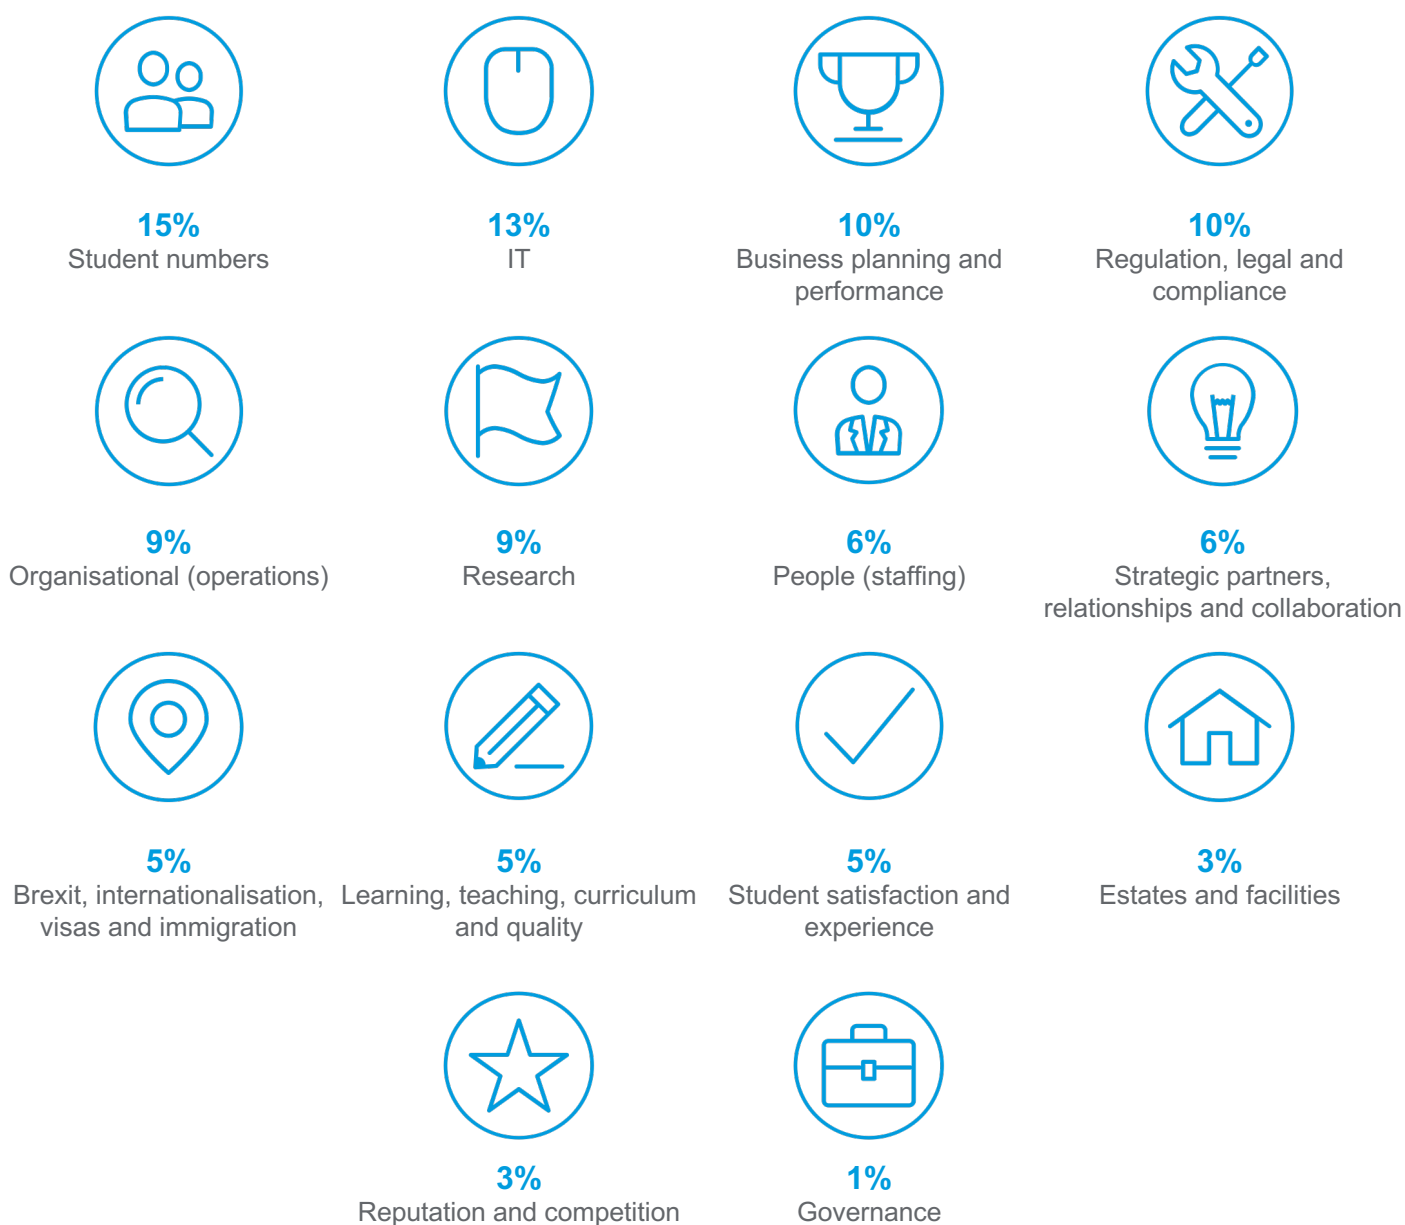 15%
Student numbers
13%
IT
10%
Business planning and
performance
10%
Regulation, legal and
compliance
9%
Organisational (operations)
9%
Research
6%
People (staffing)
6%
Strategic partners,
relationships and collaboration
5%
Brexit, internationalisation,
visas and immigration
5%
Learning, teaching, curriculum
and quality
5%
Student satisfaction and
experience
3%
Estates and facilities
3%
Reputation and competition
1%
Governance